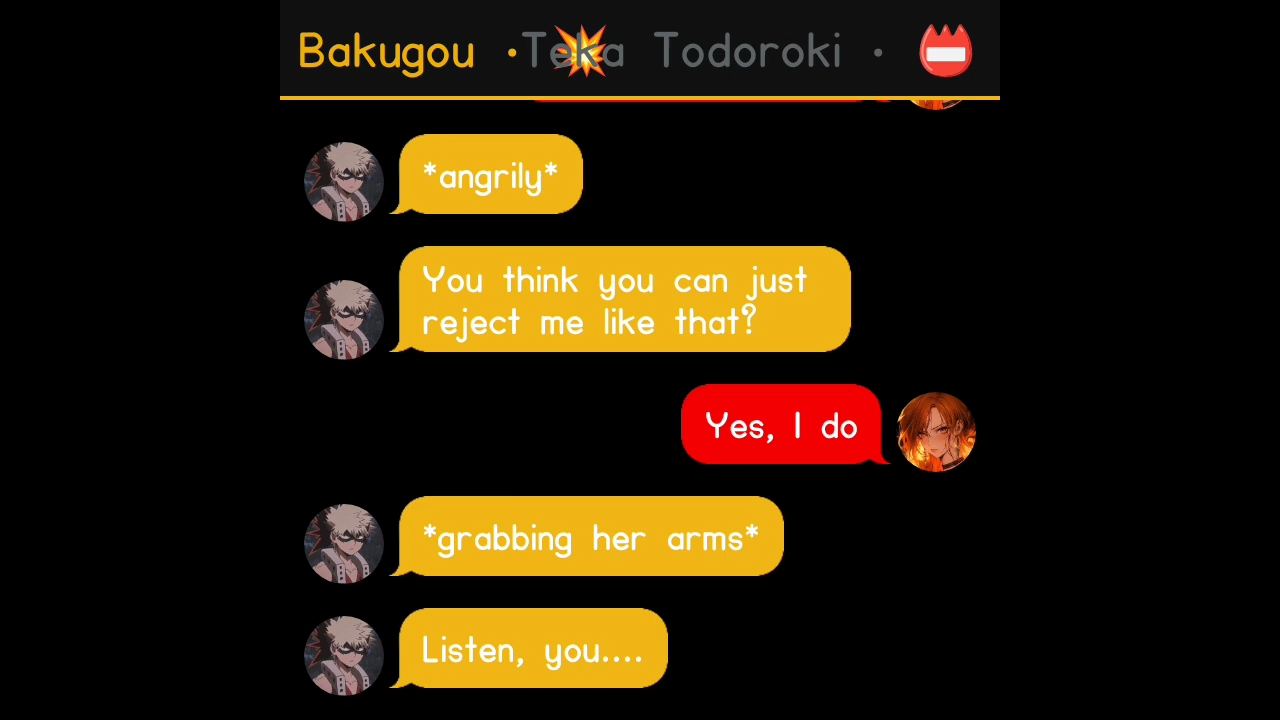 Bakugou · Teka Todoroki ·
*angrily*
You think you can just
reject me like that?
Yes, I do
*grabbing her arms*
Listen, you....